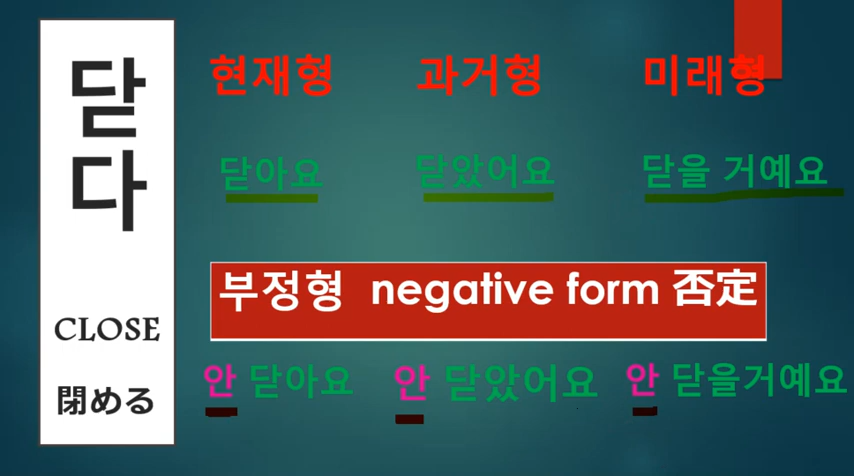 닫
다
CLOSE
閉める
현재형 과거형 미래형
닫아요 닫았어요 닫을 거예요
부정형 negative form 否定
안 닫아요 안 닫았어요 안 닫을거예요